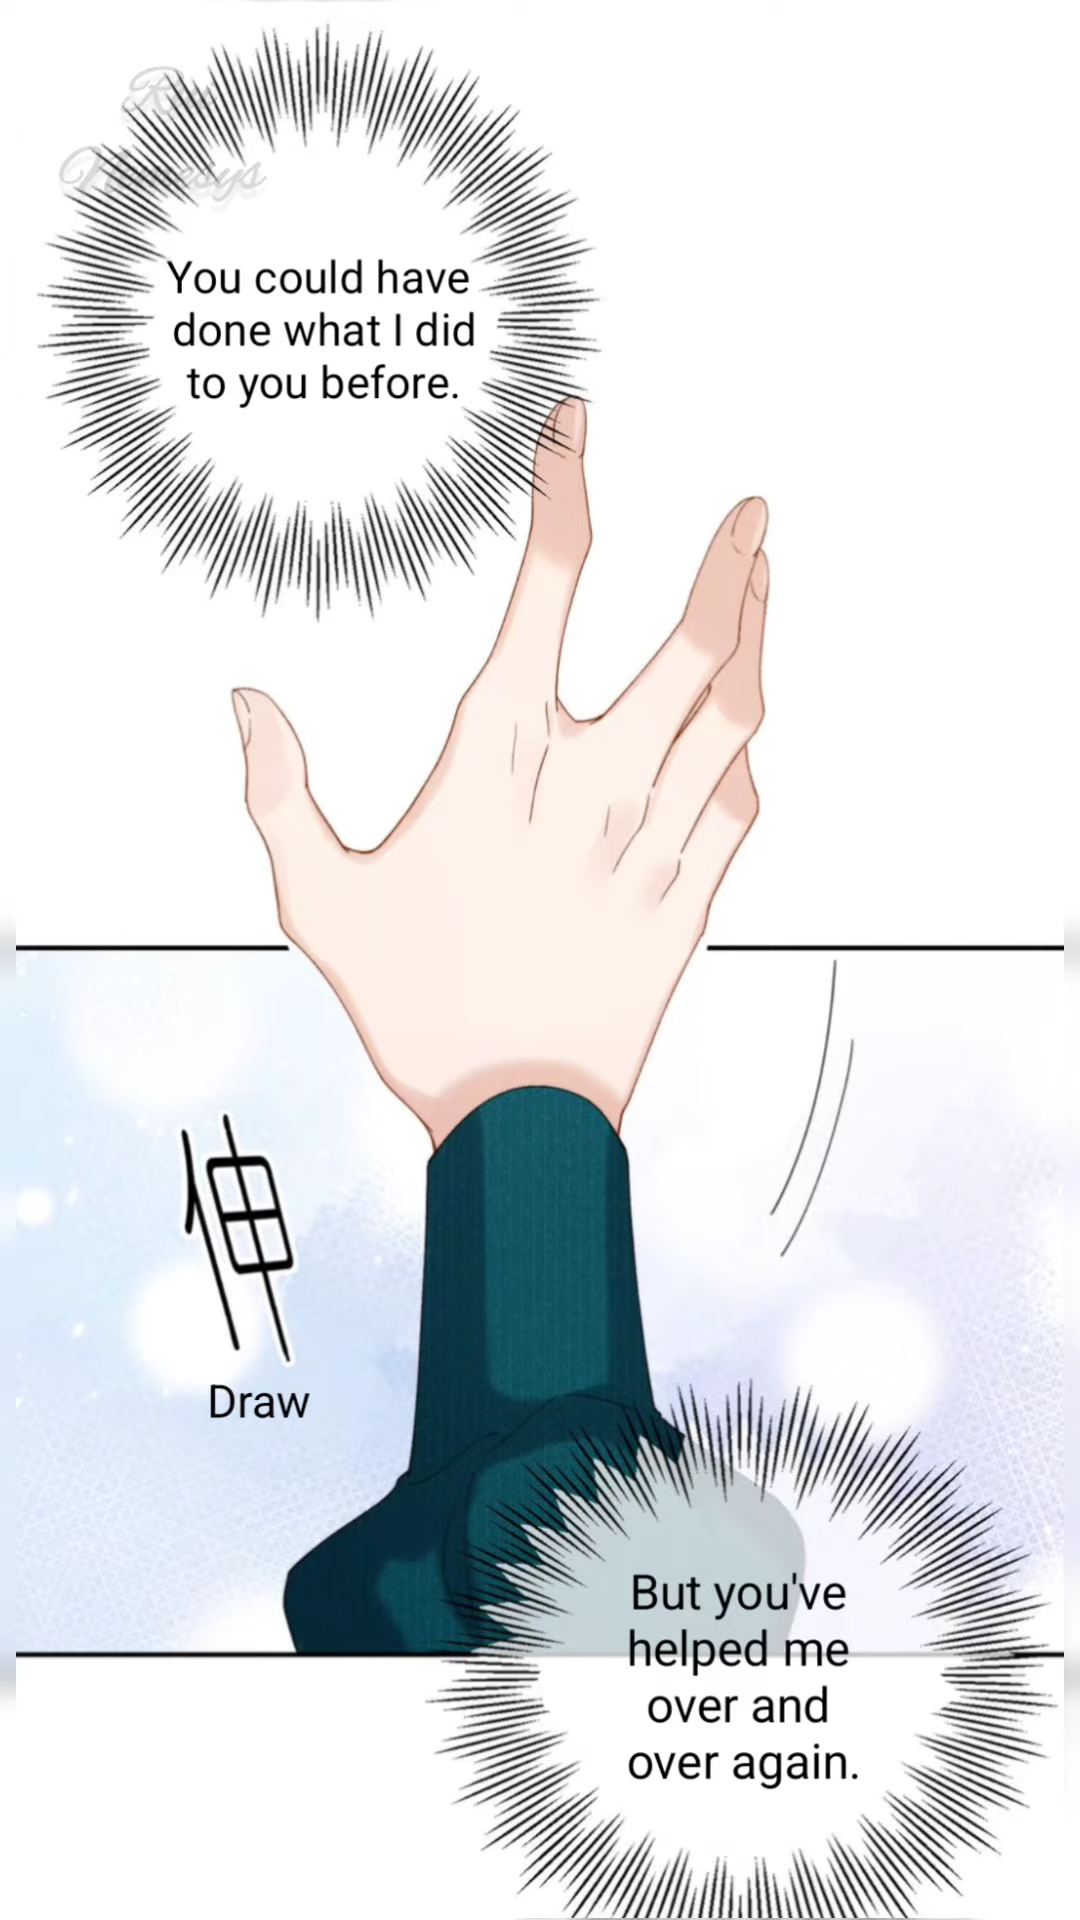 You could have
done what I did
to you before.
伸
Draw
But you've
helped me
over and
over again.